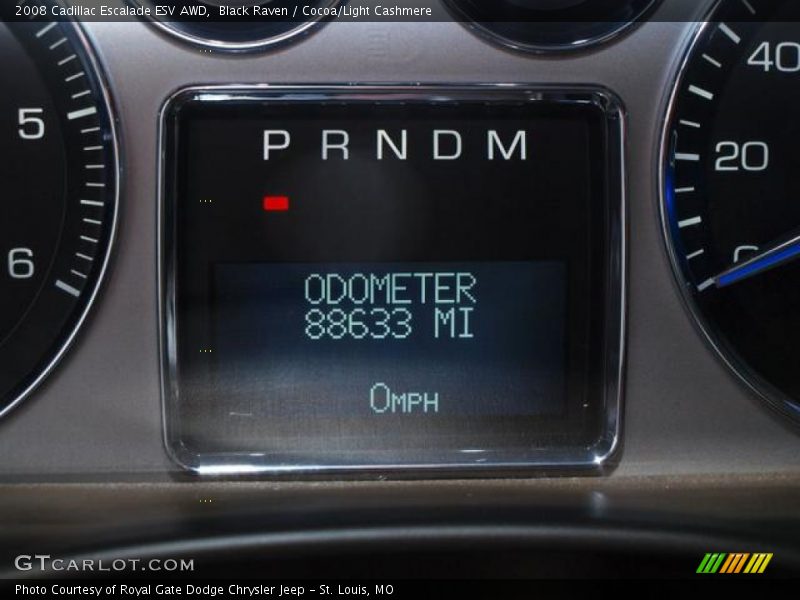 2008 Cadillac Escalade ESV AWD, Black Raven / Cocoa/Light Cashmere
P R N D M
5
6
40
20
0
ODOMETER
88633 MI
0MPH
GTCARLOT.COM
Photo Courtesy of Royal Gate Dodge Chrysler Jeep - St. Louis, MO